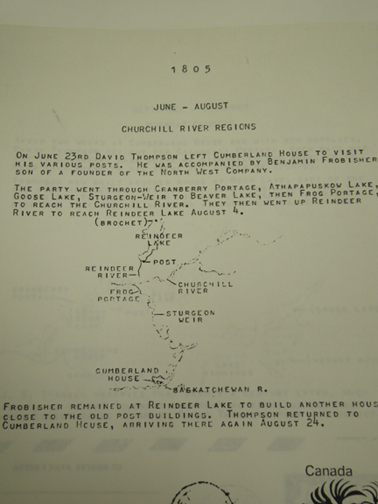 1805
JUNE - AUGUST
CHURCHILL RIVER REGIONS
ON JUNE 23RD DAVID THOMPSON LEFT CUMBERLAND HOUSE TO VISIT
HIS VARIOUS POSTS. HE WAS ACCOMPANIED BY BENJAMIN FROBISHER
SON OF A FOUNDER OF THE NORTH WEST COMPANY.
THE PARTY WENT THROUGH CRANBERRY PORTAGE, ATHAPAPUSKOW LAKE,
GOOSE LAKE, STURGEON-WEIR TO BEAVER LAKE, THEN FROG PORTAGE,
TO REACH THE CHURCHILL RIVER. THEY THEN WENT UP REINDEER
RIVER TO REACH REINDEER LAKE AUGUST 4.
(BROCHET)
REINDEER
LAKE
POST
REINDEER
RIVER
CHURCHILL
RIVER
FROG
PORTAGE
STURGEON
WEIR
CUMBERLAND
HOUSE
SASKATCHEWAN R.
FROBISHER REMAINED AT REINDEER LAKE TO BUILD ANOTHER HOUS
CLOSE TO THE OLD POST BUILDINGS. THOMPSON RETURNED TO
CUMBERLAND HOUSE, ARRIVING THERE AGAIN AUGUST 24.
Canada